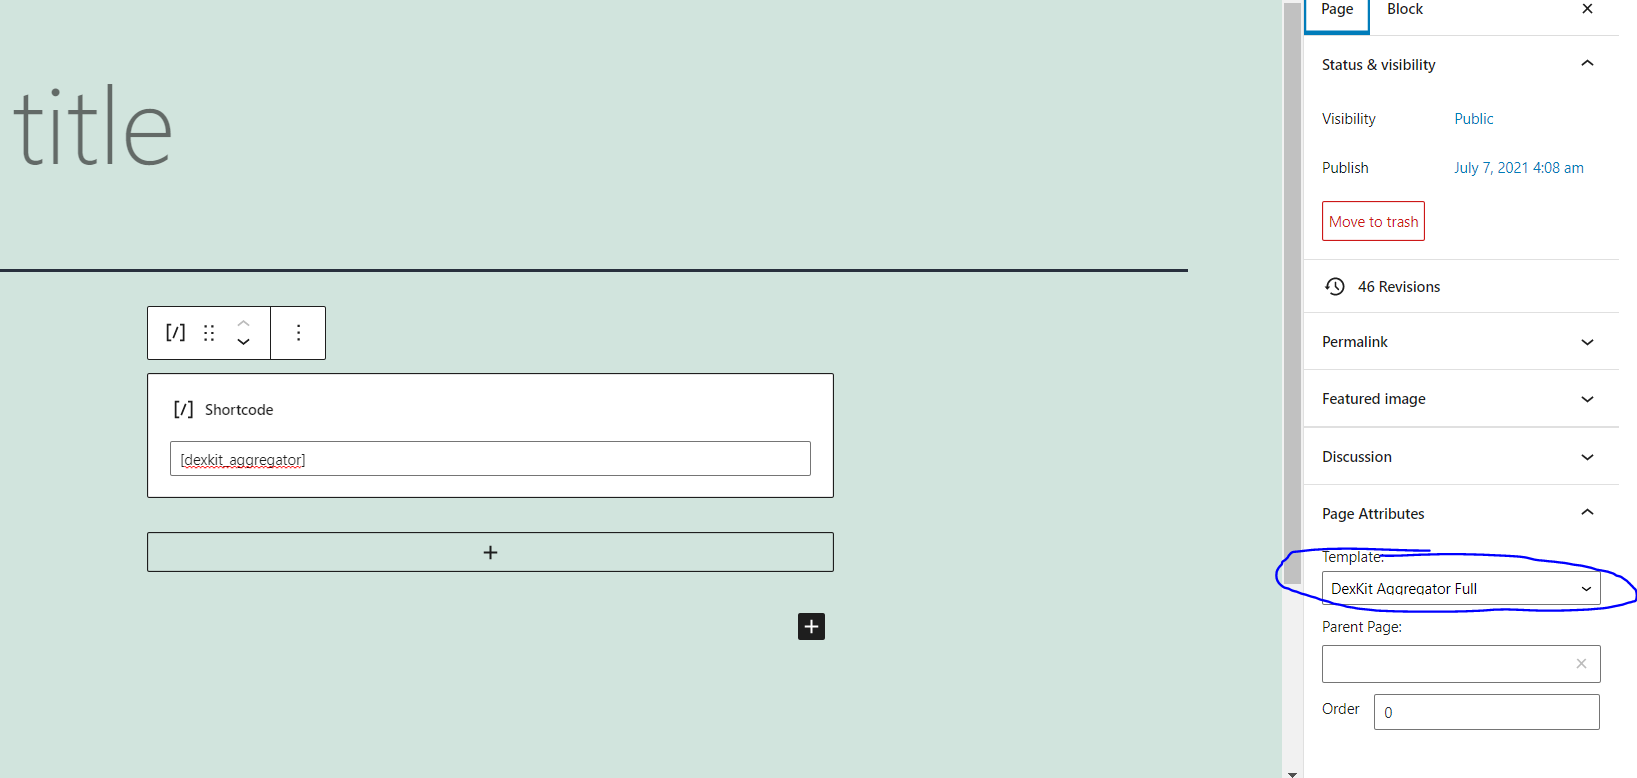 title
[/]
[/] Shortcode
[dexkit_aggregator]
Page Block
Status & visibility
Visibility Public
Publish July 7, 2021 4:08 am
Move to trash
46 Revisions
Permalink
Featured image
Discussion
Page Attributes
Template:
DexKit Aggregator Full
Parent Page:
Order 0